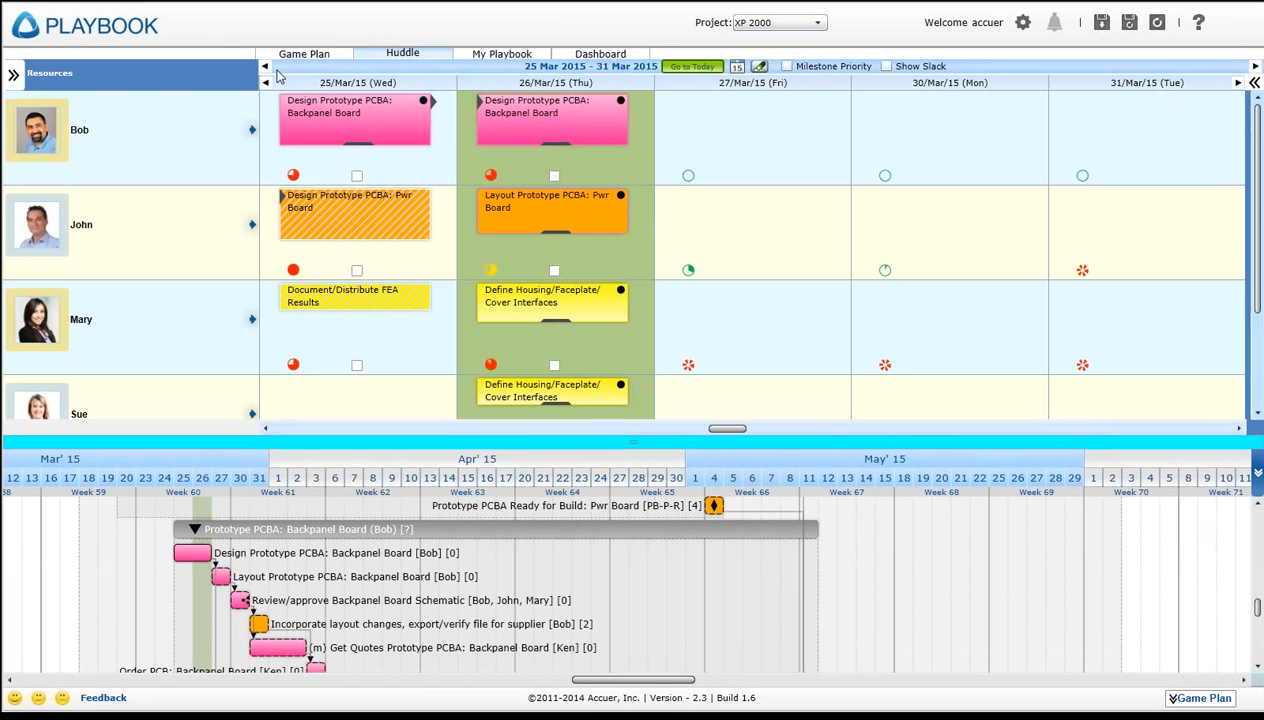 PLAYBOOK
Project: XP 2000
Welcome accuer
?
Game Plan Huddle My Playbook Dashboard
Resources
25 Mar 2015 - 31 Mar 2015 Go to Today 15 Milestone Priority Show Slack
25/Mar/15 (Wed) 26/Mar/15 (Thu) 27/Mar/15 (Fri) 30/Mar/15 (Mon) 31/Mar/15 (Tue)
Bob
Design Prototype PCBA:
Backpanel Board
Design Prototype PCBA:
Backpanel Board
John
Design Prototype PCBA: Pwr
Board
Layout Prototype PCBA: Pwr
Board
Mary
Document/Distribute FEA
Results
Define Housing/Faceplate/
Cover Interfaces
Sue
Define Housing/Faceplate/
Cover Interfaces
Mar' 15 Apr' 15 May' 15
12 13 16 17 18 19 20 23 24 25 26 27 30 31 1 2 3 6 7 8 9 10 13 14 15 16 17 20 21 22 23 24 27 28 29 30 1 4 5 6 7 8 11 12 13 14 15 18 19 20 21 22 25 26 27 28 29 1 2 3 4 5 8 9 10 11
58 Week 59 Week 60 Week 61 Week 62 Week 63 Week 64 Week 65 Week 66 Week 67 Week 68 Week 69 Week 70 Week 71
Prototype PCBA Ready for Build: Pwr Board [PB-P-R] [4]
Prototype PCBA: Backpanel Board (Bob) [?]
Design Prototype PCBA: Backpanel Board [Bob] [0]
Layout Prototype PCBA: Backpanel Board [Bob] [0]
Review/approve Backpanel Board Schematic [Bob, John, Mary] [0]
Incorporate layout changes, export/verify file for supplier [Bob] [2]
(m) Get Quotes Prototype PCBA: Backpanel Board [Ken] [0]
Order PCB: Backpanel Board [Ken] [0]
Feedback
©2011-2014 Accuer, Inc. | Version - 2.3 | Build 1.6
Game Plan